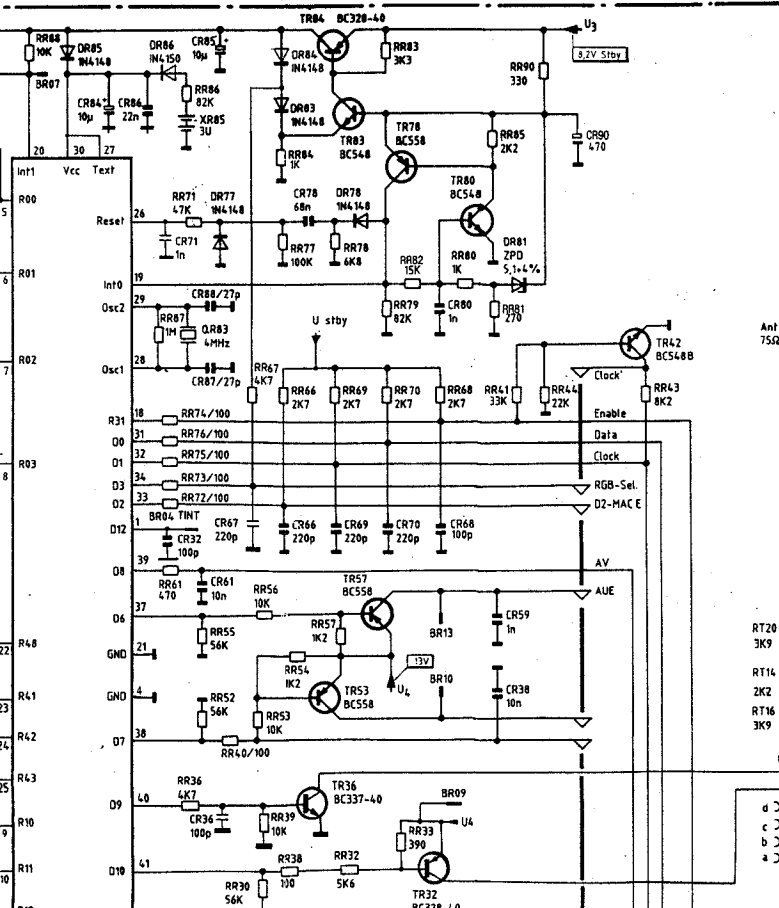 TR84 BC328-40
U3
8,2V Stby
RR88
10K
DR85
1N4148
DR86
1N4150
CR85 +
10µ
DR84
1N4148
RR83
3K3
RR90
330
BR07
CR84 +
10µ
CR86
22n
RR86
82K
XR85
3U
DR83
1N4148
TR83
BC548
TR78
BC558
RR85
2K2
CR90
470
RR84
1K
TR80
BC548
20 30 27
Int1 Vcc Text
R00
5
Reset
26
RR71
47K
DR77
1N4148
CR78
68n
DR78
1N4148
CR71
1n
RR77
100K
RR78
6K8
DR81
ZPD
5,1+4%
R01
6
Int0
19
RR82
15K
RR80
1K
Osc2
29
CR88/27p
RR87
1M
QR83
4MHz
RR79
82K
CR80
1n
RR81
270
U stby
Osc1
28
CR87/27p
R02
7
TR42
BC548B
Ant
75Ω
RR67
4K7
RR66
2K7
RR69
2K7
RR70
2K7
RR68
2K7
RR41
33K
RR44
22K
Clock'
RR43
8K2
R31
18
RR74/100
Enable
D0
31
RR76/100
Data
D1
32
RR75/100
Clock
R03
8
D3
34
RR73/100
RGB-Sel.
D2
33
RR72/100
D2-MAC E
D12
1
BR04 TINT
CR32
100p
CR67
220p
CR66
220p
CR69
220p
CR70
220p
CR68
100p
D8
39
RR61
470
CR61
10n
AV
AUE
TR57
BC558
RR56
10K
D6
37
RR55
56K
RR57
1K2
BR13
CR59
1n
RT20
3K9
R48
22
GND
21
RR54
1K2
13V
U4
BR10
RT14
2K2
R41
23
GND
4
RR52
56K
TR53
BC558
RR53
10K
CR38
10n
RT16
3K9
R42
24
D7
38
RR40/100
R43
25
RR36
4K7
TR36
BC337-40
BR09
D9
40
CR36
100p
RR39
10K
RR33
390
U4
R10
9
d
c
b
a
R11
10
D10
41
RR38
100
RR32
5K6
RR30
56K
TR32
BC328-40